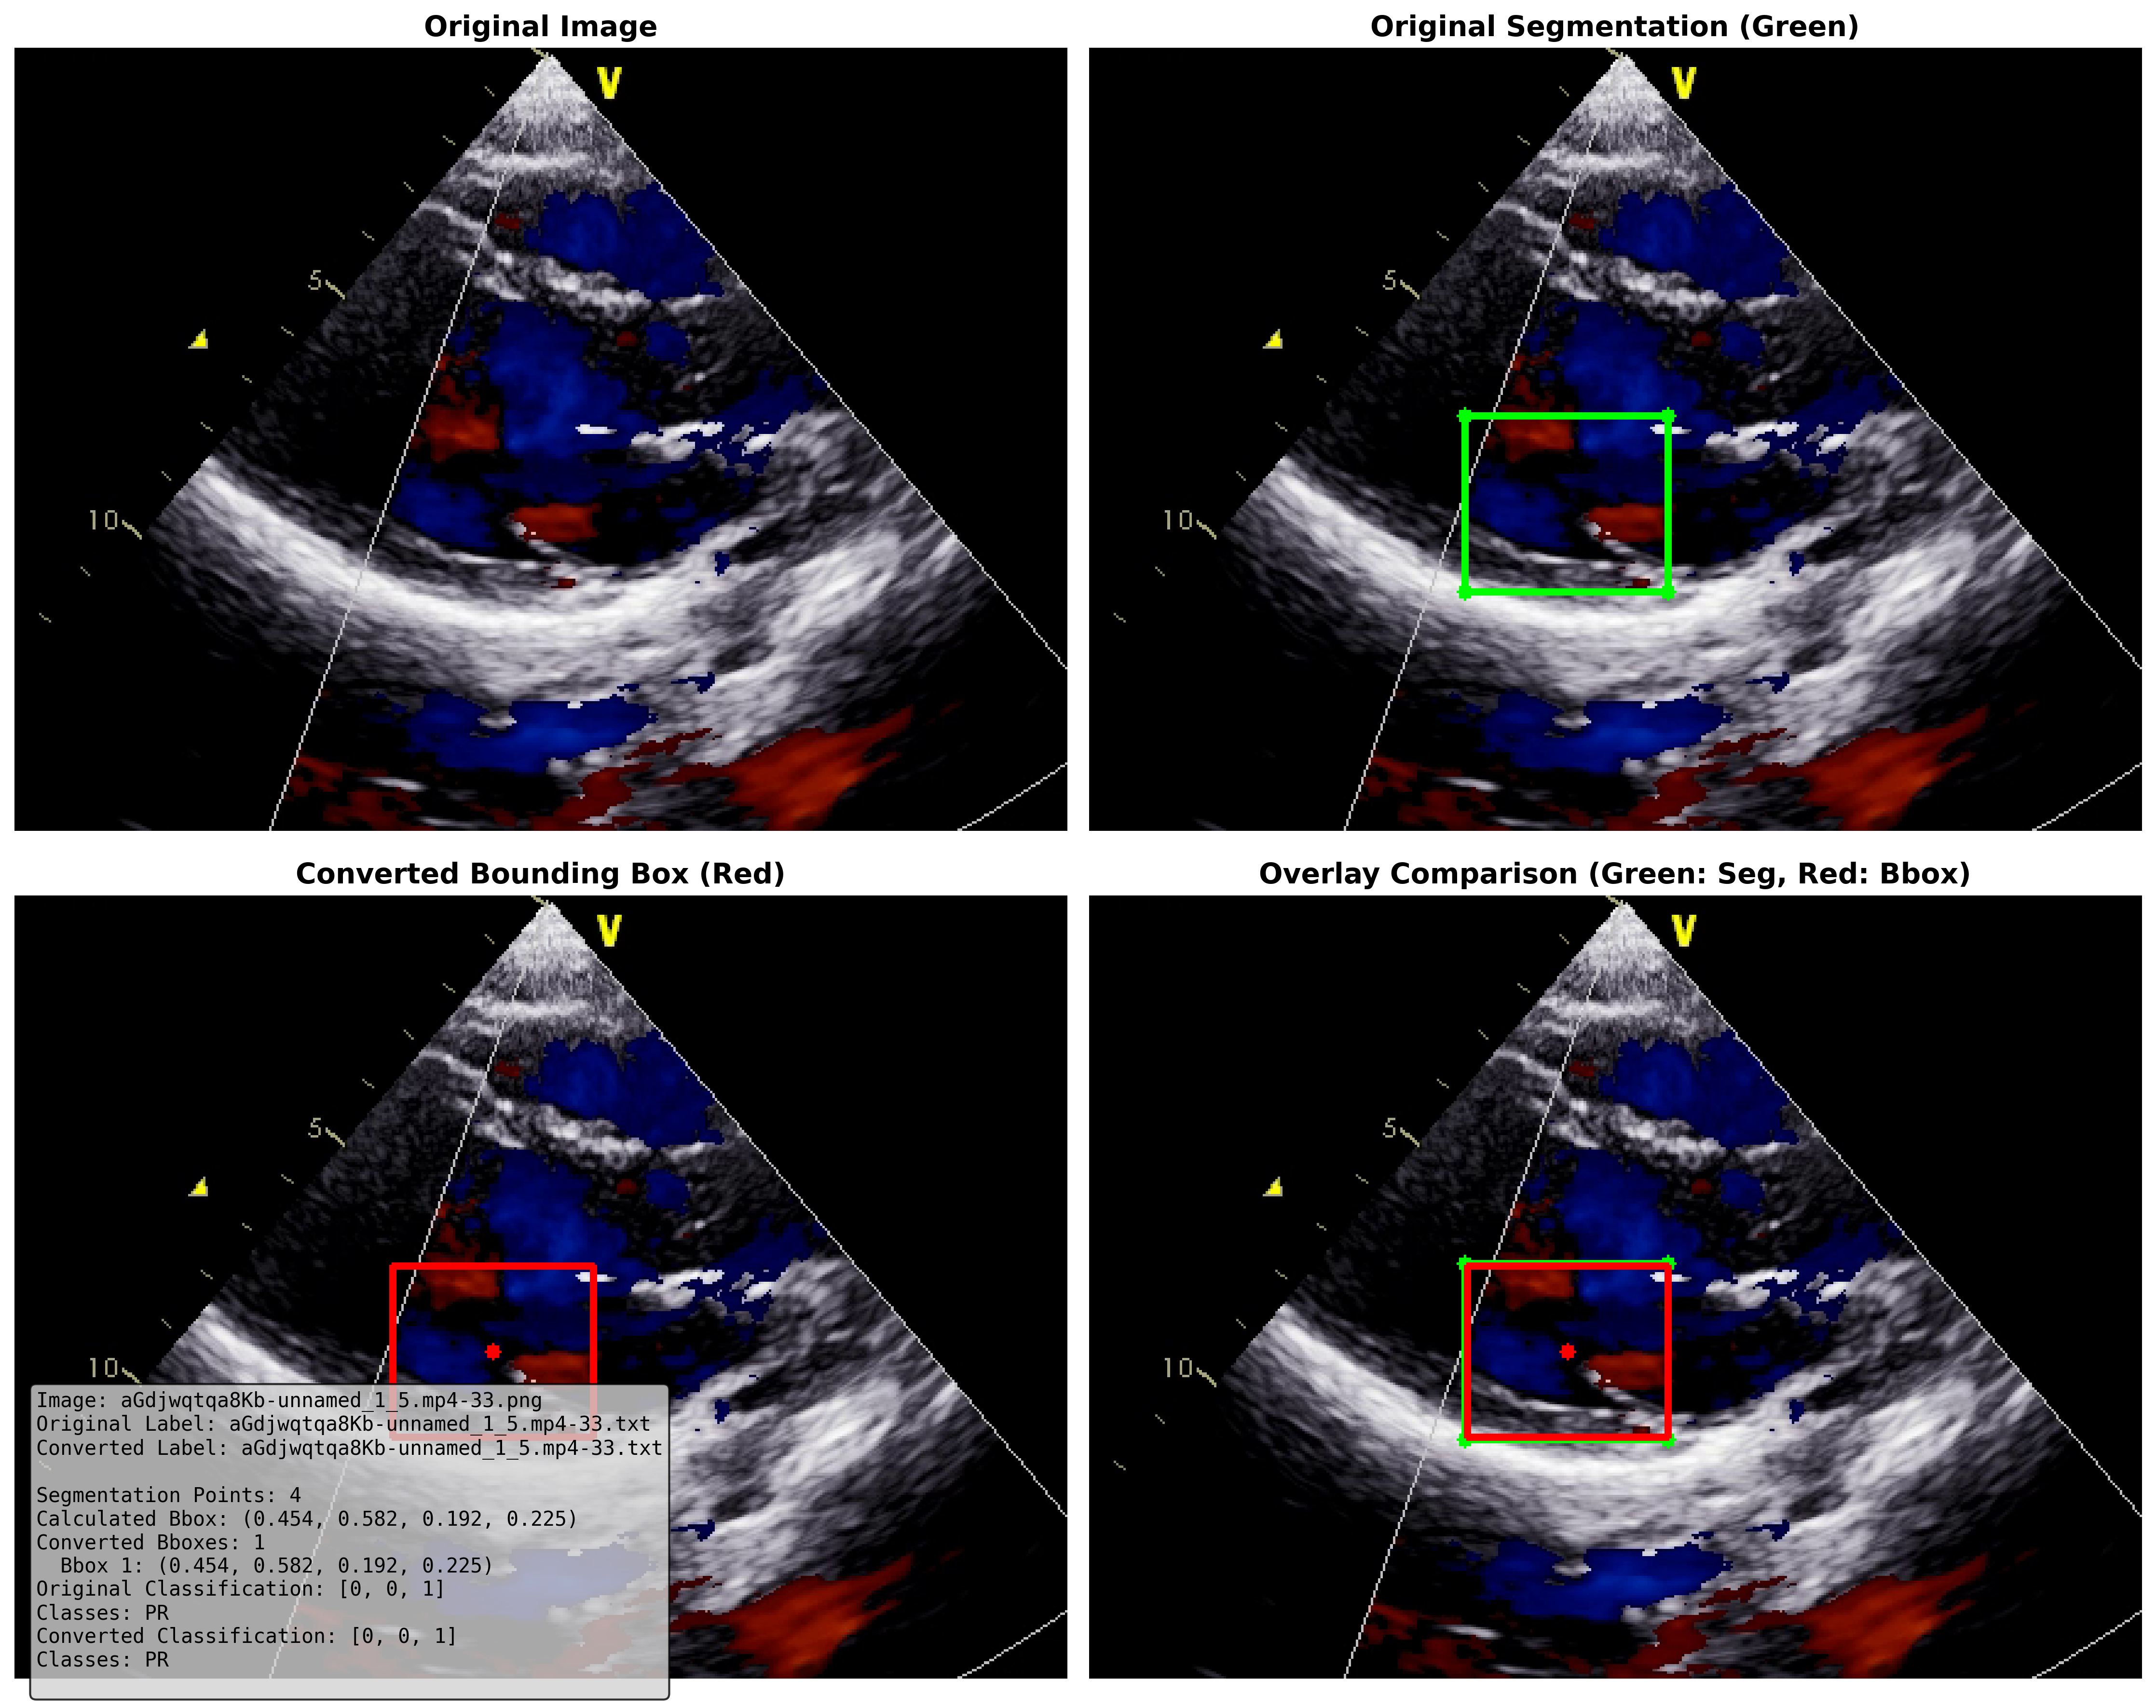 Original Image
Original Segmentation (Green)
V
5
10
V
5
10
Converted Bounding Box (Red)
Overlay Comparison (Green: Seg, Red: Bbox)
V
5
10
V
5
10
Image: aGdjwqtqa8Kb-unnamed_1_5.mp4-33.png
Original Label: aGdjwqtqa8Kb-unnamed_1_5.mp4-33.txt
Converted Label: aGdjwqtqa8Kb-unnamed_1_5.mp4-33.txt
Segmentation Points: 4
Calculated Bbox: (0.454, 0.582, 0.192, 0.225)
Converted Bboxes: 1
Bbox 1: (0.454, 0.582, 0.192, 0.225)
Original Classification: [0, 0, 1]
Classes: PR
Converted Classification: [0, 0, 1]
Classes: PR